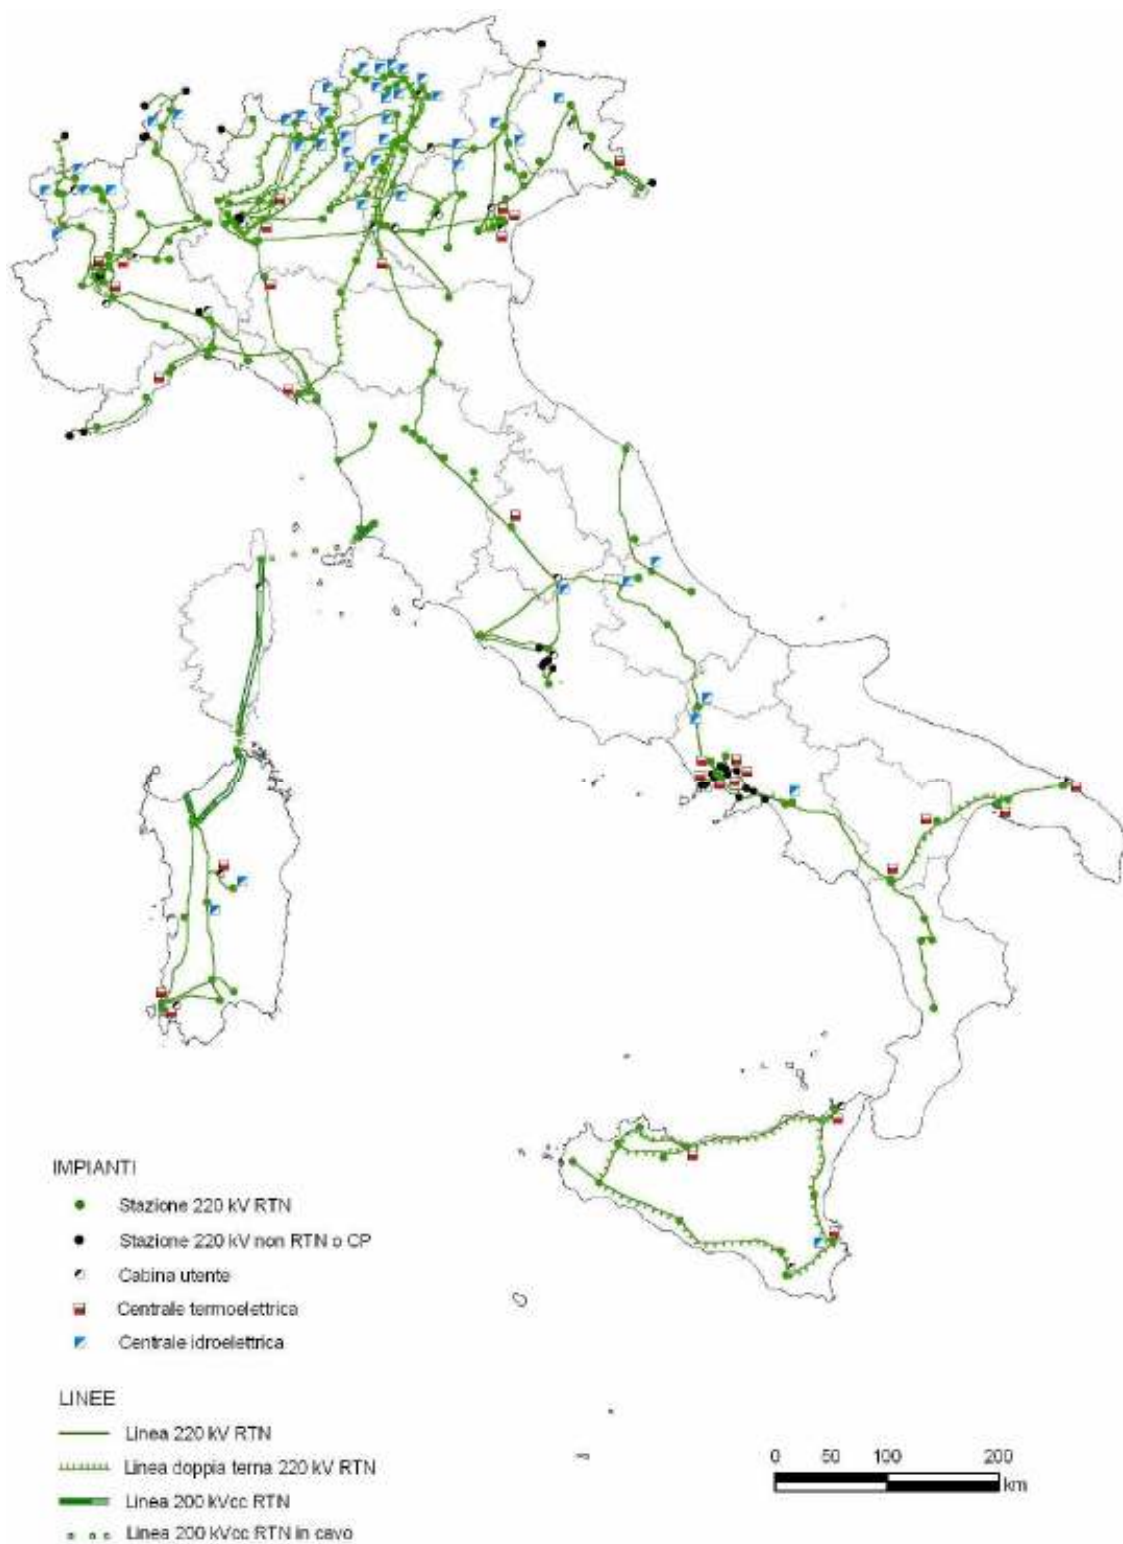 IMPIANTI
Stazione 220 kV RTN
Stazione 220 kV non RTN o CP
Cabina utente
Centrale termoelettrica
Centrale idroelettrica
LINEE
Linea 220 kV RTN
Linea doppia terna 220 kV RTN
Linea 200 kVcc RTN
Linea 200 kVcc RTN in cavo
0 50 100 200
km